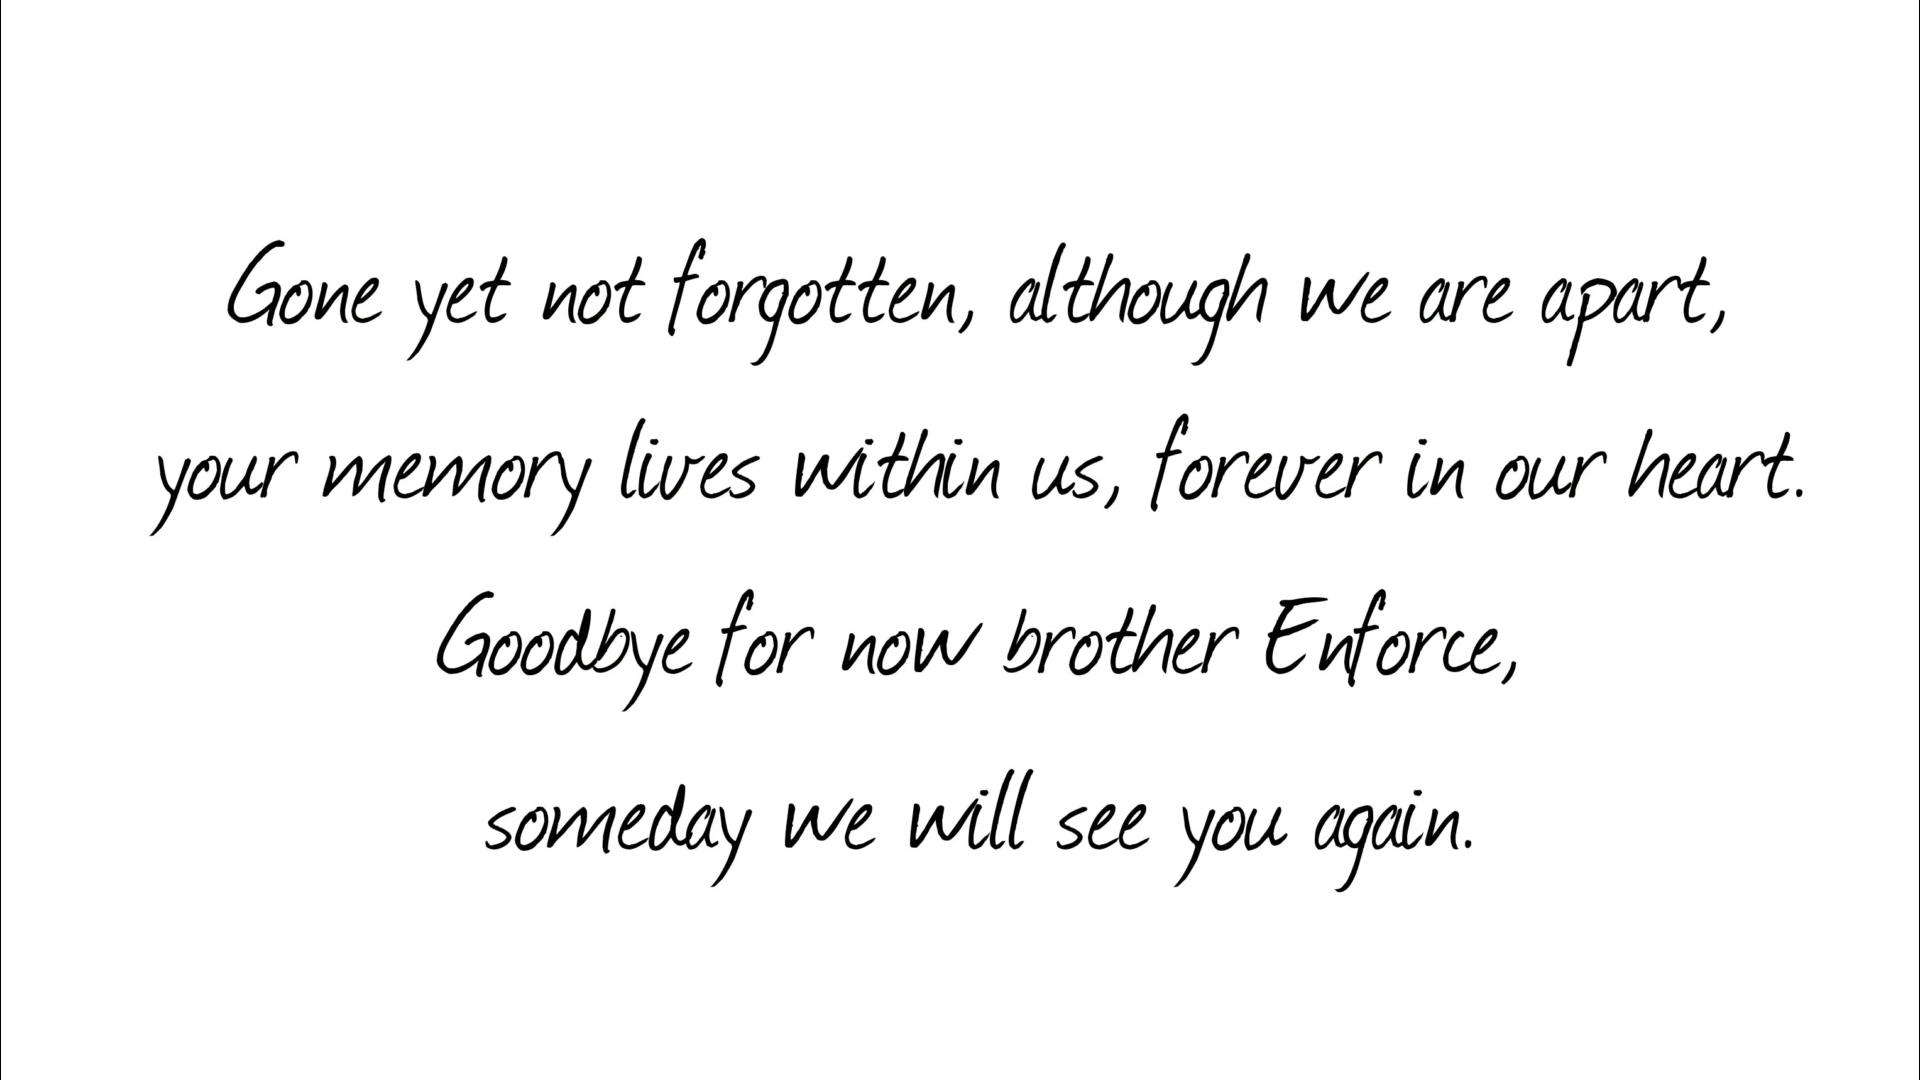 Gone yet not forgotten, although we are apart,
your memory lives within us, forever in our heart.
Goodbye for now brother Enforce,
someday we will see you again.